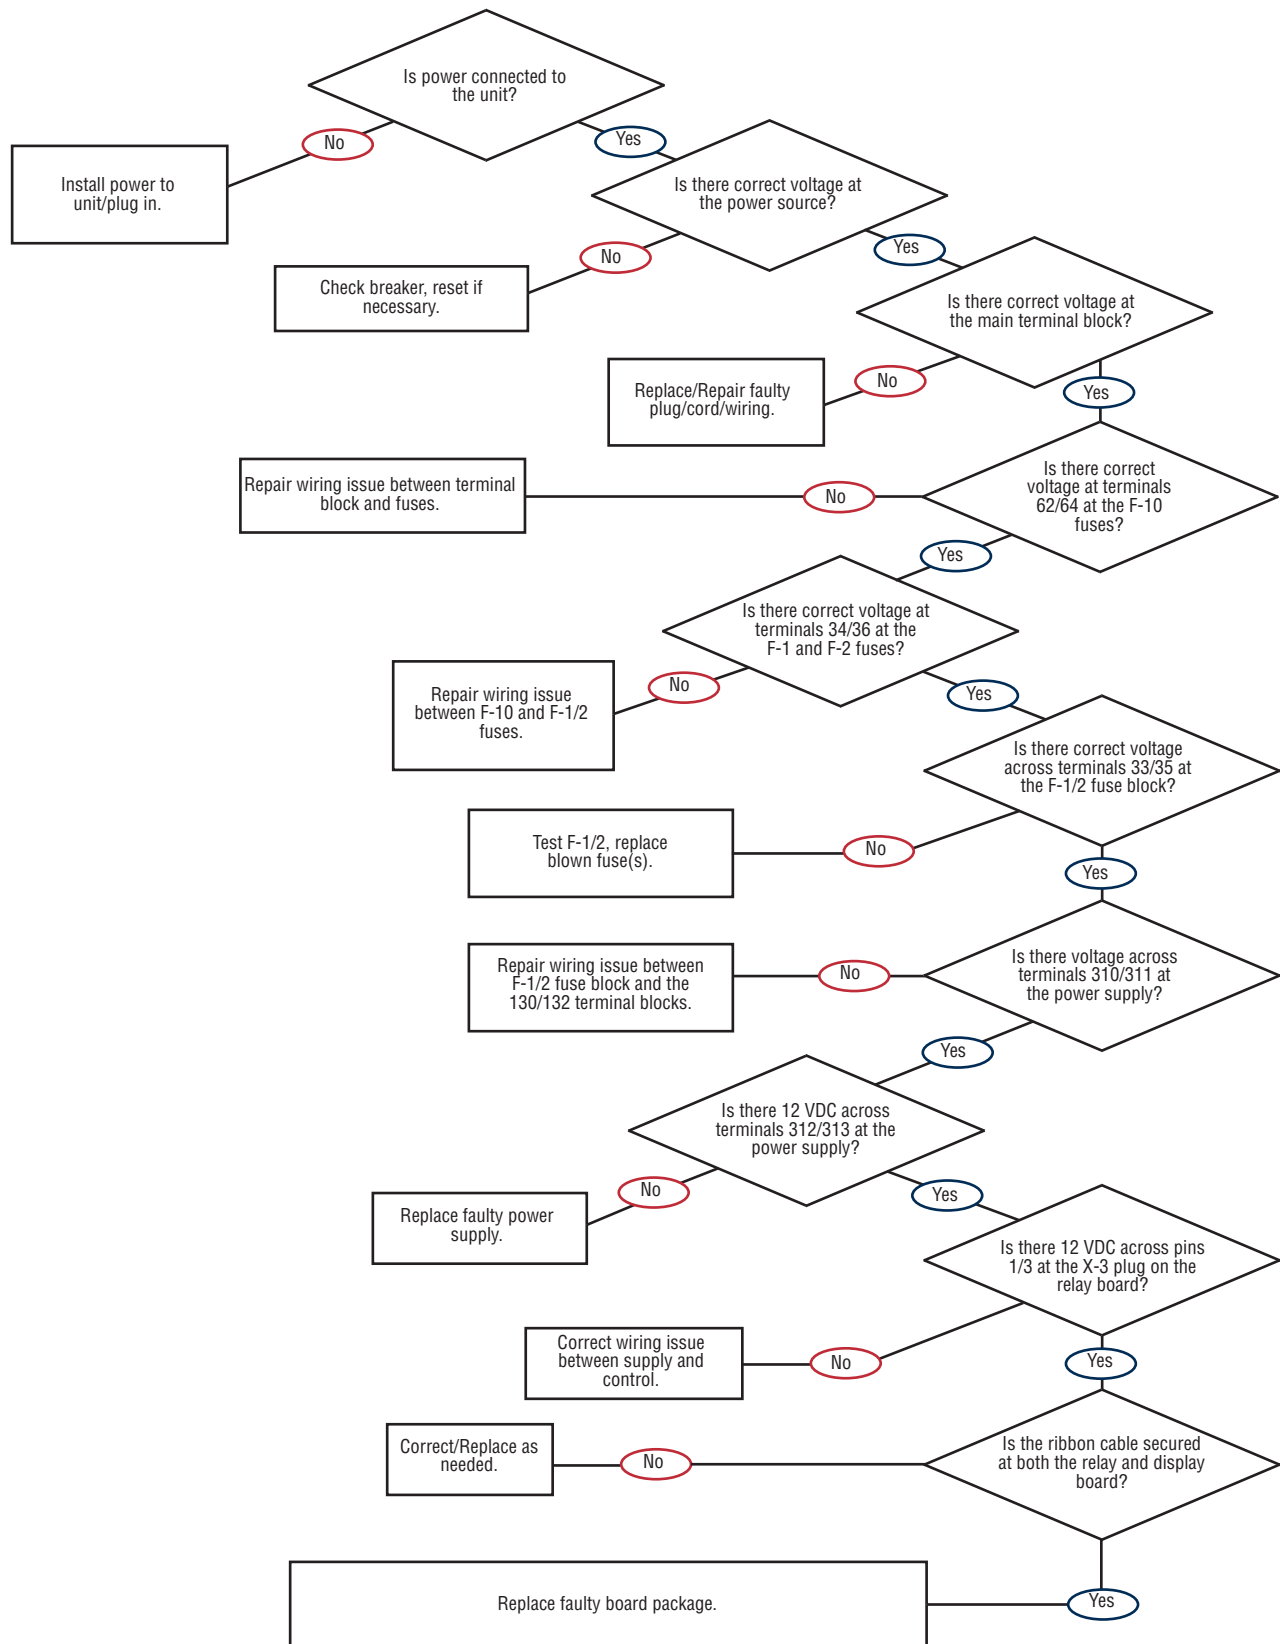 Is power connected to
the unit?
No
Yes
Install power to
unit/plug in.
Is there correct voltage at
the power source?
No
Yes
Check breaker, reset if
necessary.
Is there correct voltage at
the main terminal block?
No
Yes
Replace/Repair faulty
plug/cord/wiring.
Is there correct
voltage at terminals
62/64 at the F-10
fuses?
No
Repair wiring issue between terminal
block and fuses.
Yes
Is there correct voltage at
terminals 34/36 at the
F-1 and F-2 fuses?
No
Yes
Repair wiring issue
between F-10 and F-1/2
fuses.
Is there correct voltage
across terminals 33/35 at
the F-1/2 fuse block?
No
Test F-1/2, replace
blown fuse(s).
Yes
Is there voltage across
terminals 310/311 at
the power supply?
No
Repair wiring issue between
F-1/2 fuse block and the
130/132 terminal blocks.
Yes
Is there 12 VDC across
terminals 312/313 at the
power supply?
No
Yes
Replace faulty power
supply.
Is there 12 VDC across pins
1/3 at the X-3 plug on the
relay board?
No
Yes
Correct wiring issue
between supply and
control.
Is the ribbon cable secured
at both the relay and display
board?
No
Correct/Replace as
needed.
Yes
Replace faulty board package.